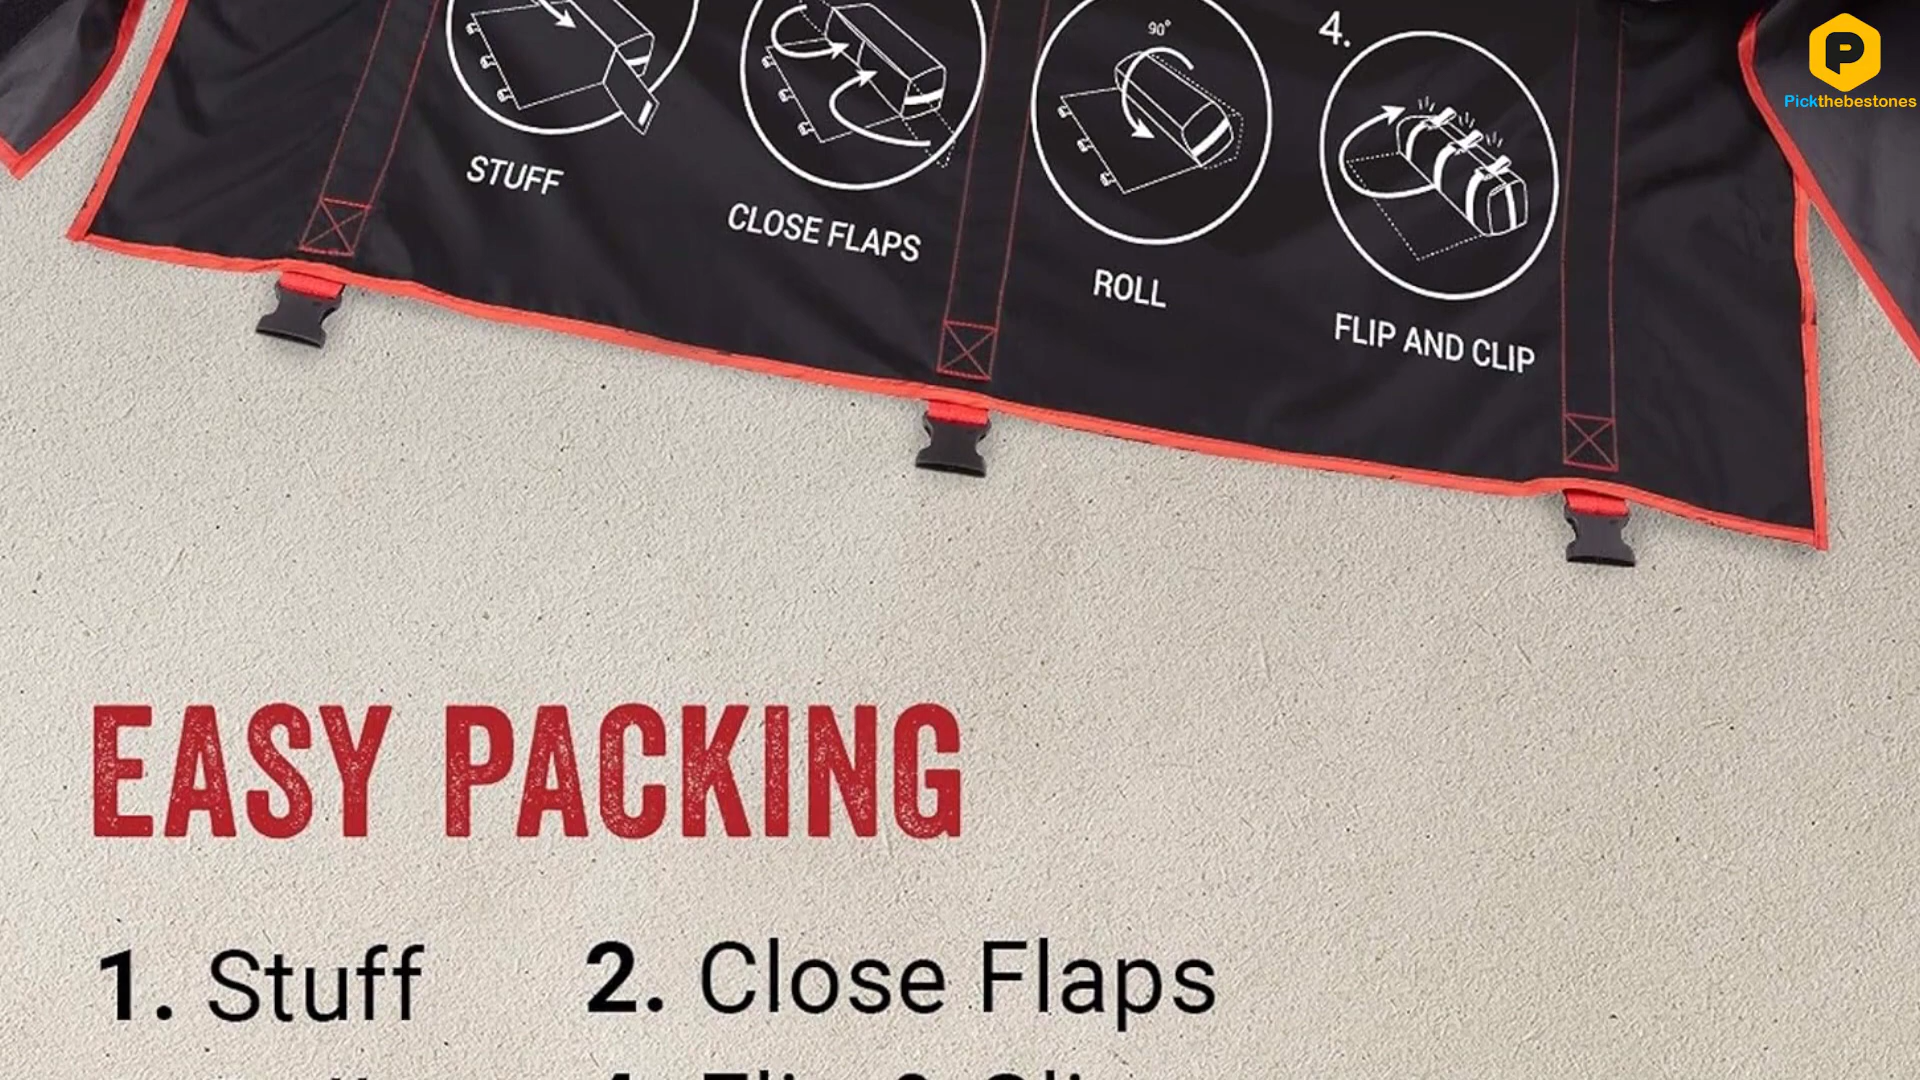 90°
4.
P
Pickthebestones
STUFF
CLOSE FLAPS
ROLL
FLIP AND CLIP
EASY PACKING
1. Stuff
2. Close Flaps